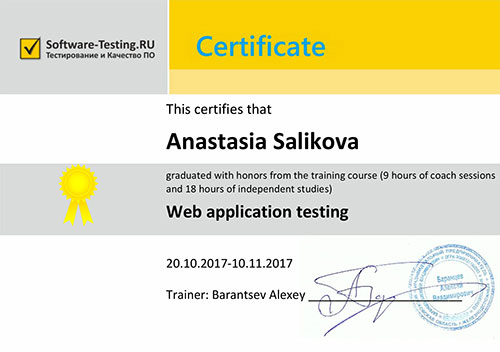 Software-Testing.RU
Тестирование и Качество ПО
Certificate
This certifies that
Anastasia Salikova
graduated with honors from the training course (9 hours of coach sessions
and 18 hours of independent studies)
Web application testing
20.10.2017-10.11.2017
Trainer: Barantsev Alexey
Баранцев
Алексей
Владимирович